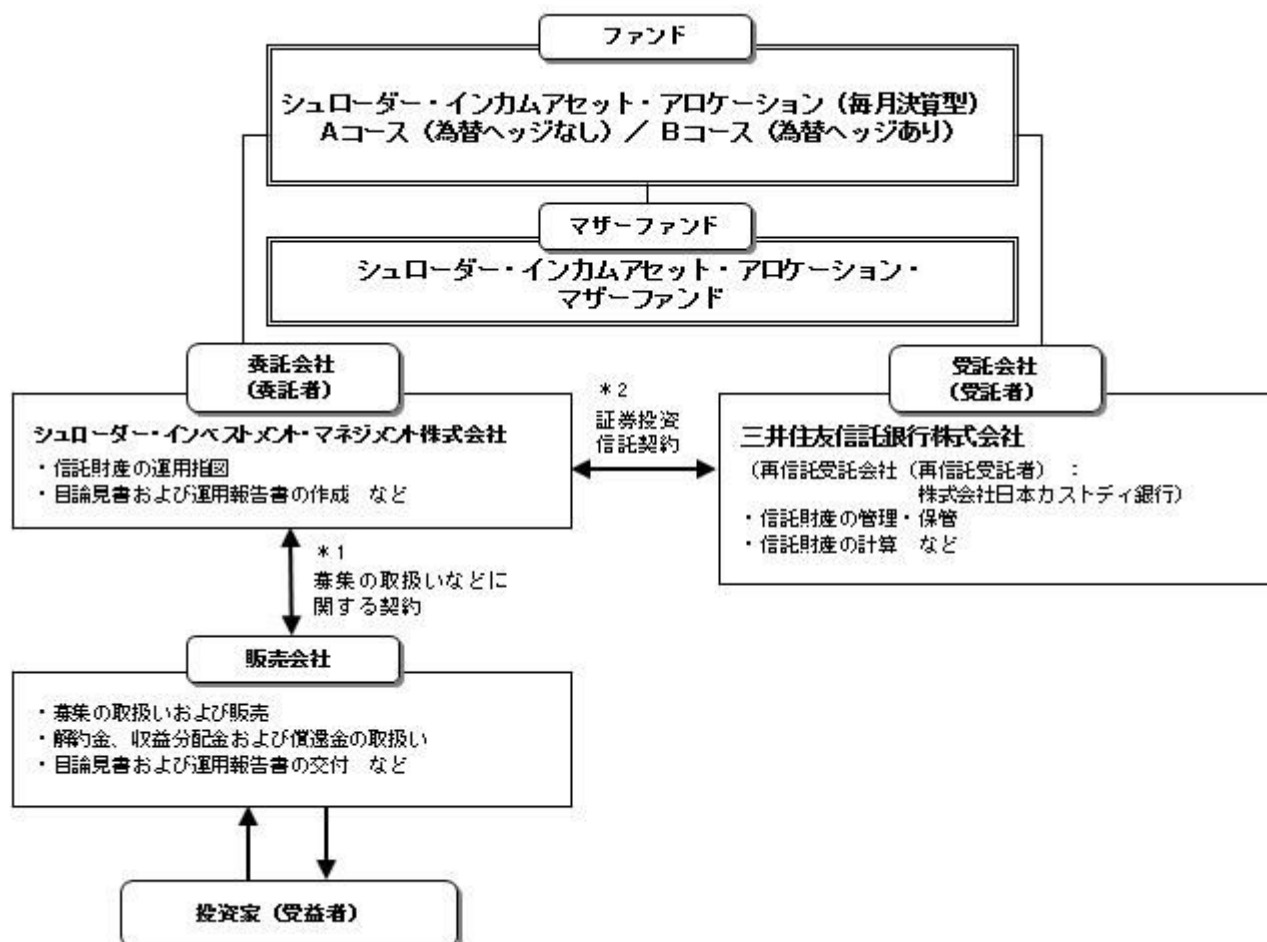 ファンド
シュローダー・インカムアセット・アロケーション（毎月決算型）
Aコース（為替ヘッジなし）／ Bコース（為替ヘッジあり）
マザーファンド
シュローダー・インカムアセット・アロケーション・
マザーファンド
委託会社
（委託者）
シュローダー・インベストメント・マネジメント株式会社
・信託財産の運用指図
・目論見書および運用報告書の作成　など
＊2
証券投資
信託契約
受託会社
（受託者）
三井住友信託銀行株式会社
（再信託受託会社（再信託受託者）　：
株式会社日本カストディ銀行）
・信託財産の管理・保管
・信託財産の計算　など
＊1
募集の取扱いなどに
関する契約
販売会社
・募集の取扱いおよび販売
・解約金、収益分配金および償還金の取扱い
・目論見書および運用報告書の交付　など
投資家（受益者）